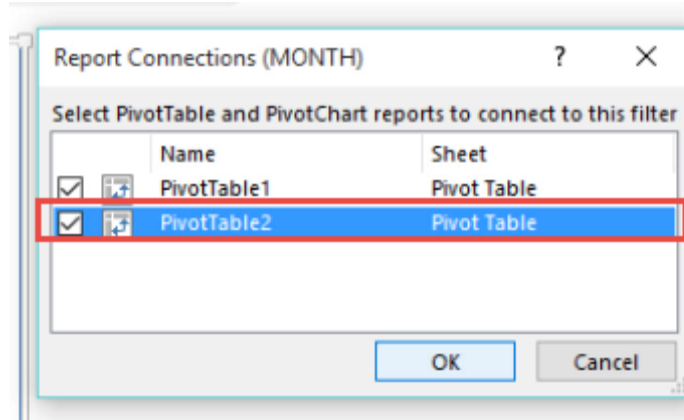 Report Connections (MONTH) ?
Select PivotTable and PivotChart reports to connect to this filter
Name Sheet
PivotTable1 Pivot Table
PivotTable2 Pivot Table
OK Cancel